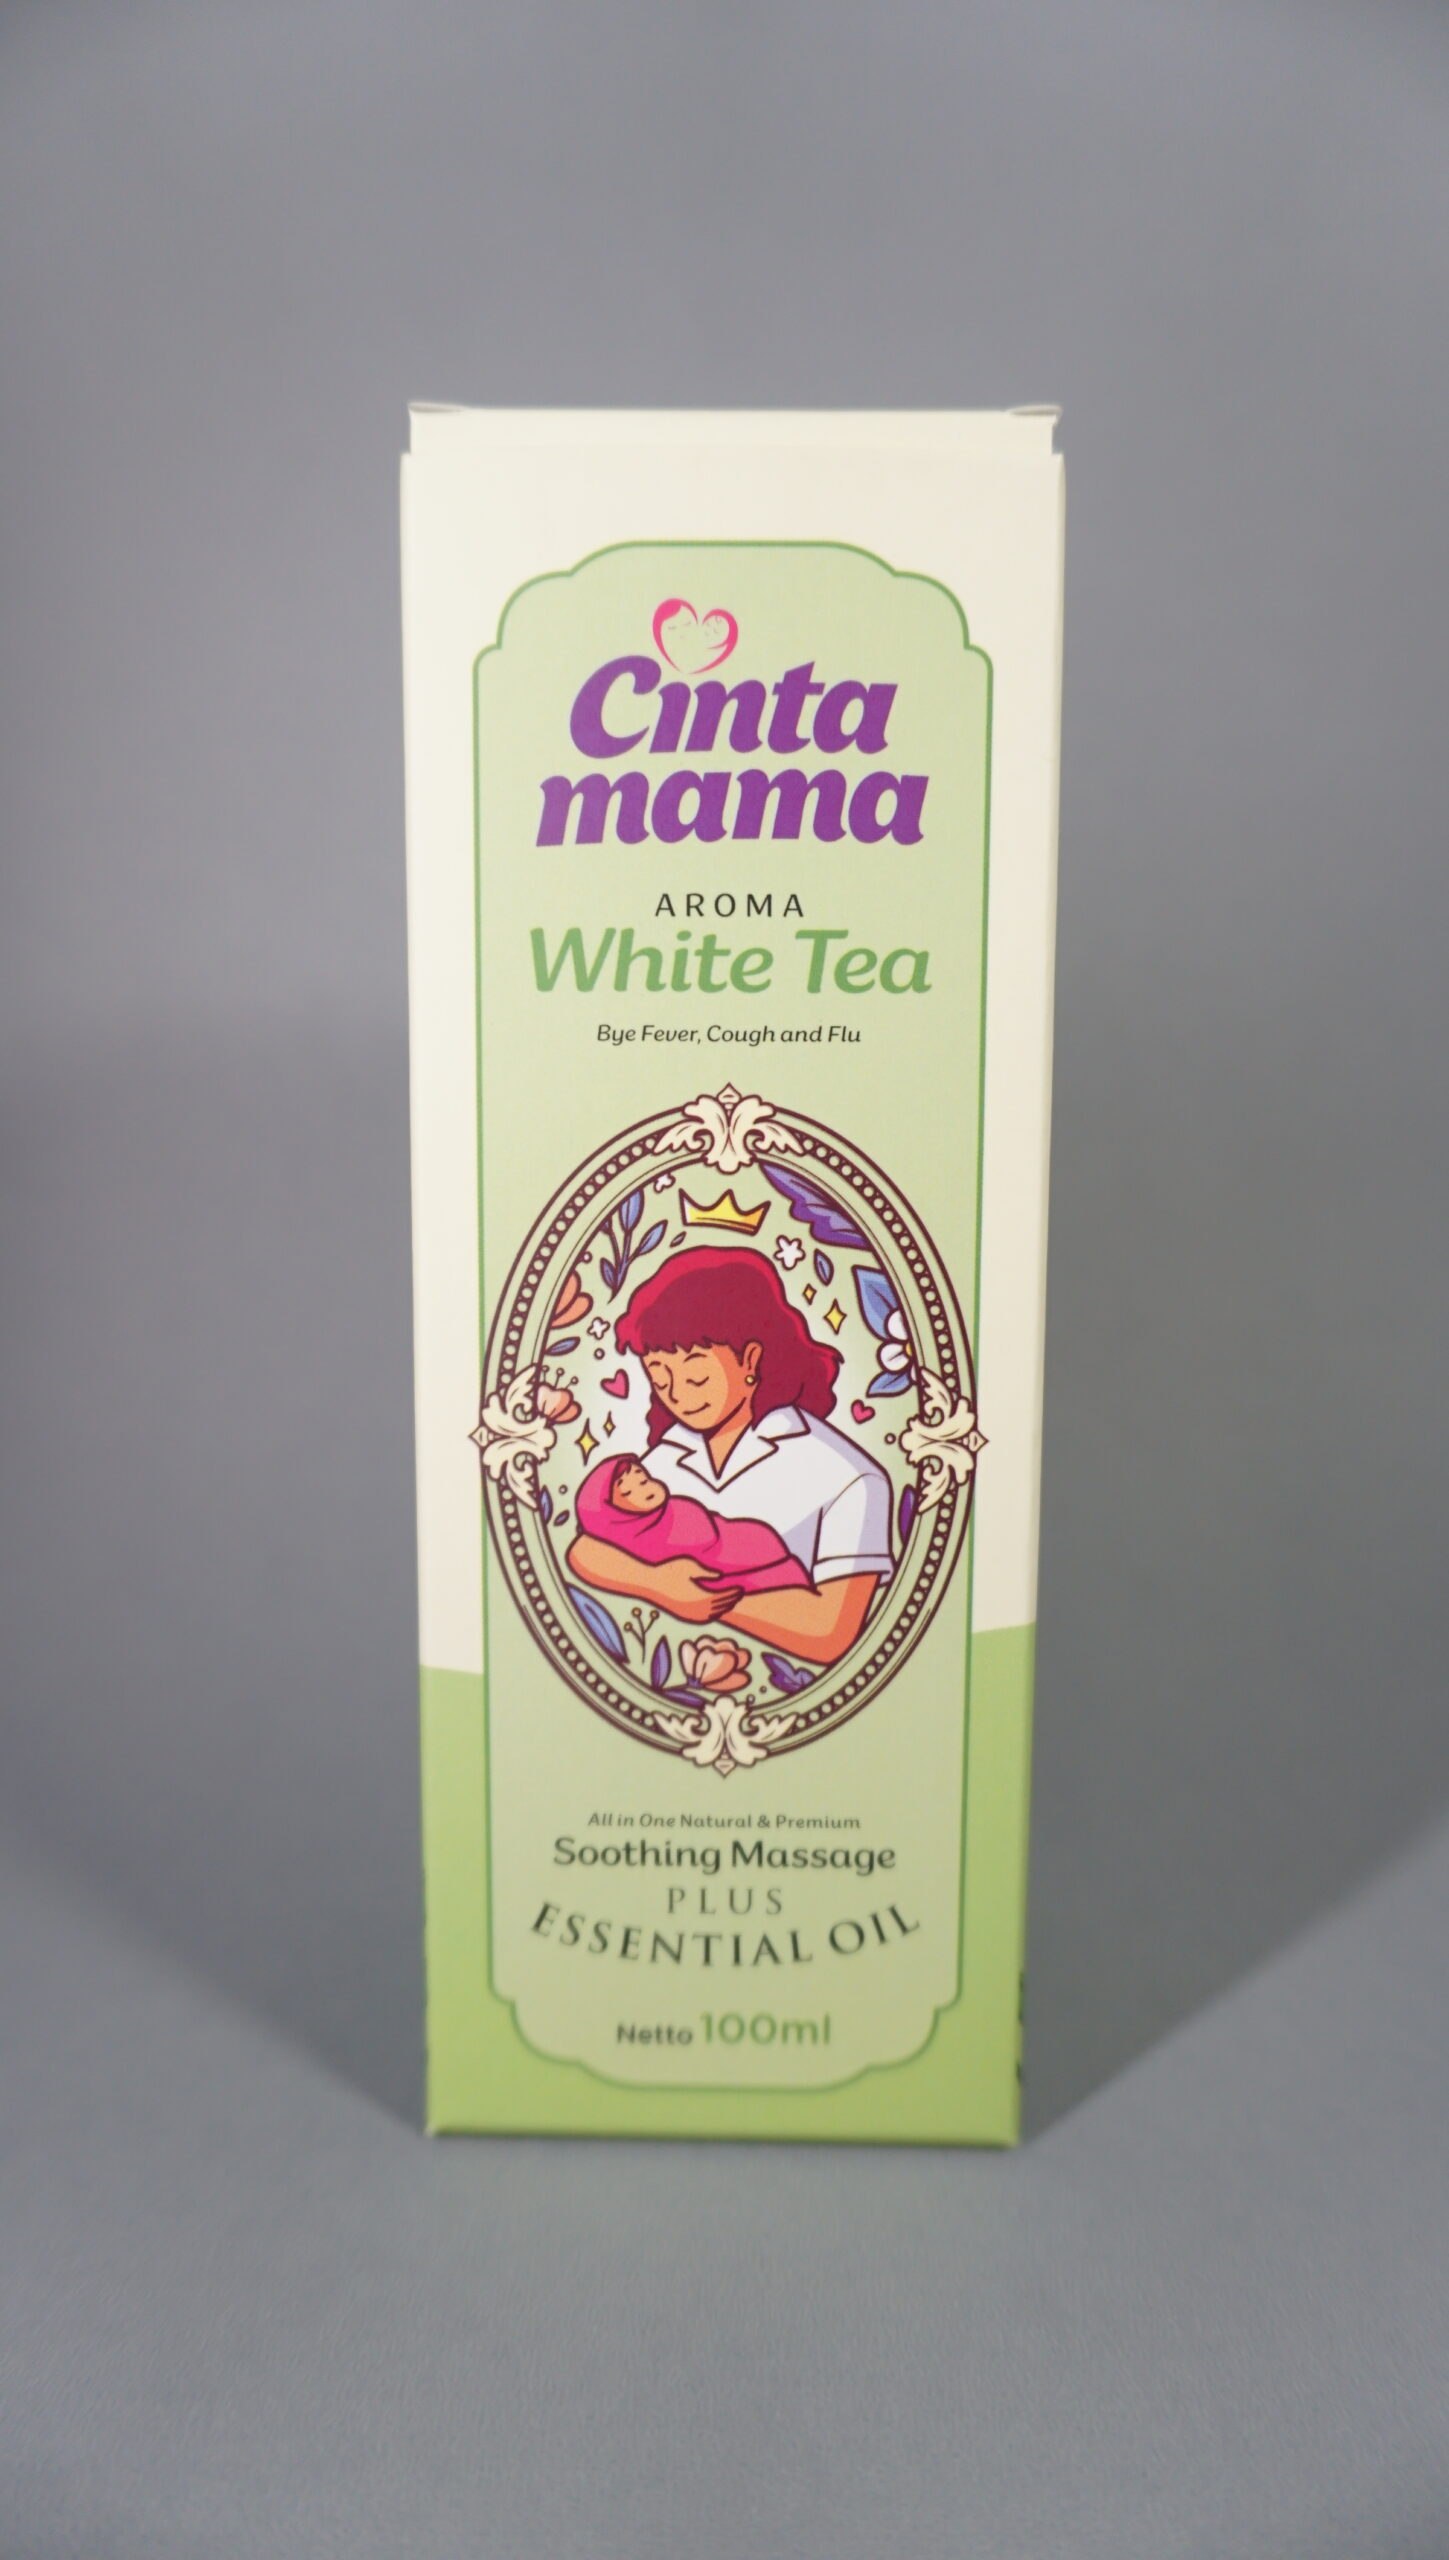 Cinta
mama
AROMA
White Tea
Bye Fever, Cough and Flu
All in One Natural & Premium
Soothing Massage
PLUS
ESSENTIAL OIL
Netto 100ml